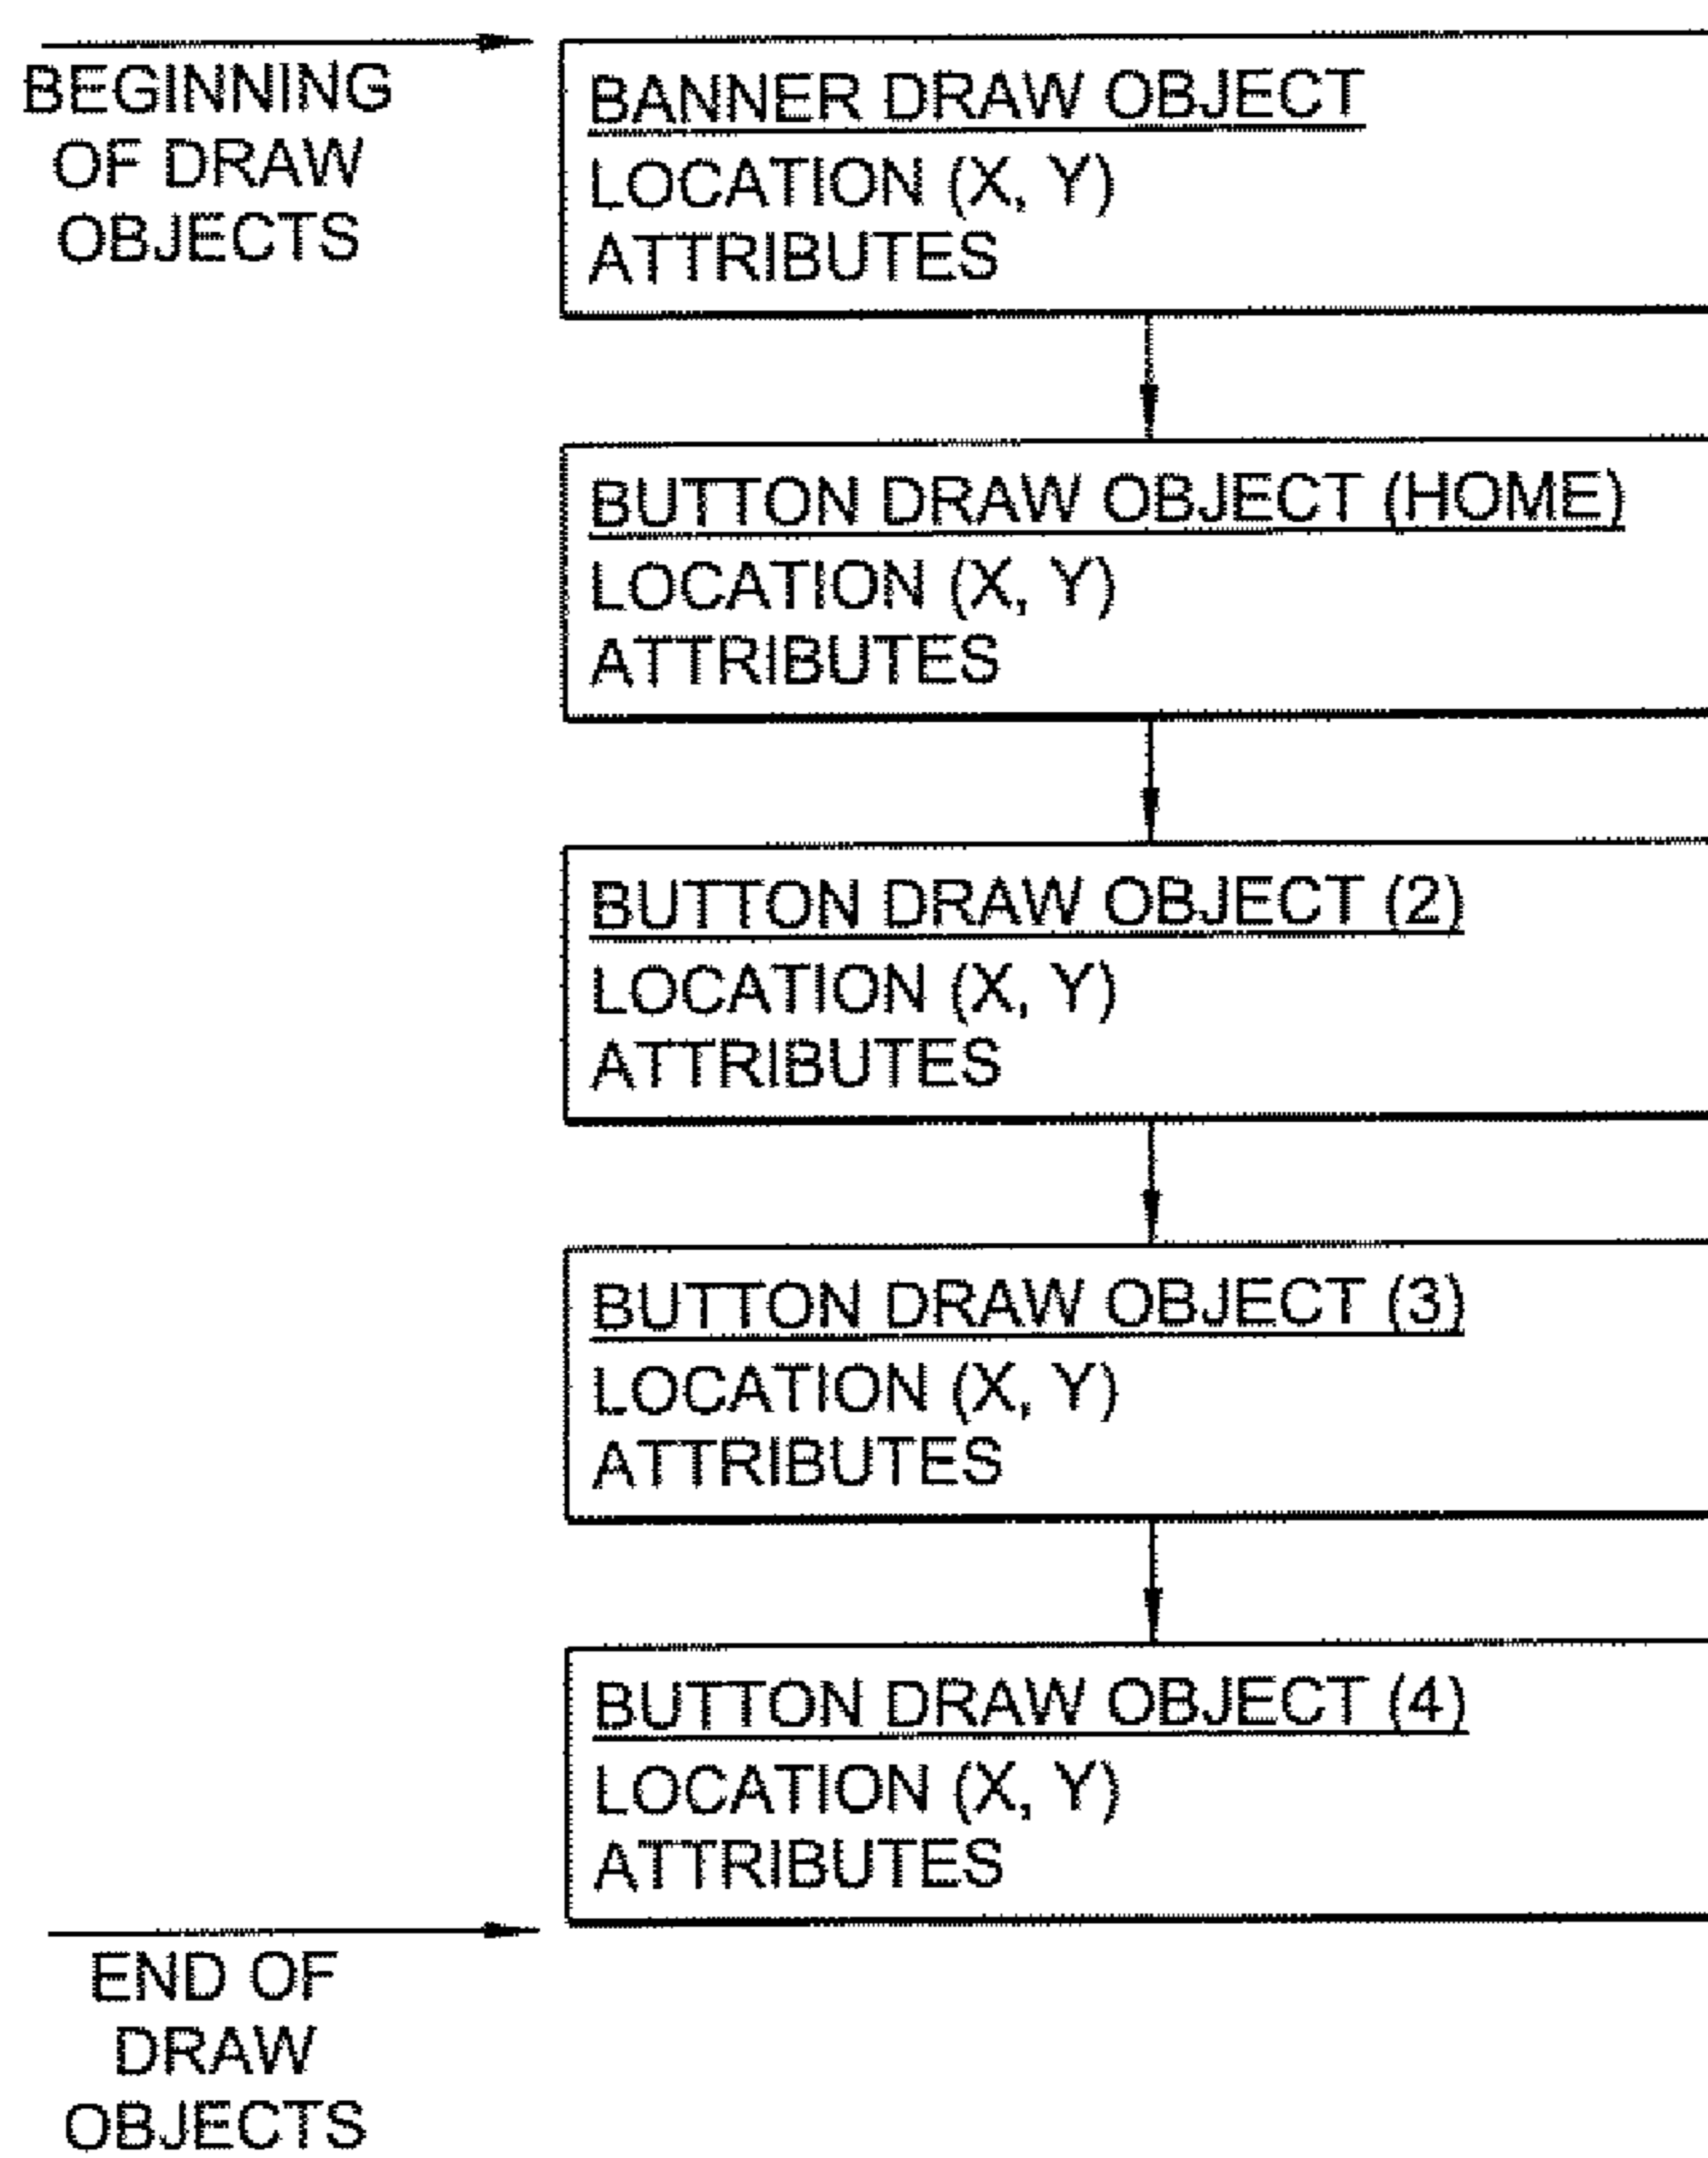 BEGINNING
OF DRAW
OBJECTS
BANNER DRAW OBJECT
LOCATION (X, Y)
ATTRIBUTES
BUTTON DRAW OBJECT (HOME)
LOCATION (X, Y)
ATTRIBUTES
BUTTON DRAW OBJECT (2)
LOCATION (X, Y)
ATTRIBUTES
BUTTON DRAW OBJECT (3)
LOCATION (X, Y)
ATTRIBUTES
BUTTON DRAW OBJECT (4)
LOCATION (X, Y)
ATTRIBUTES
END OF
DRAW
OBJECTS